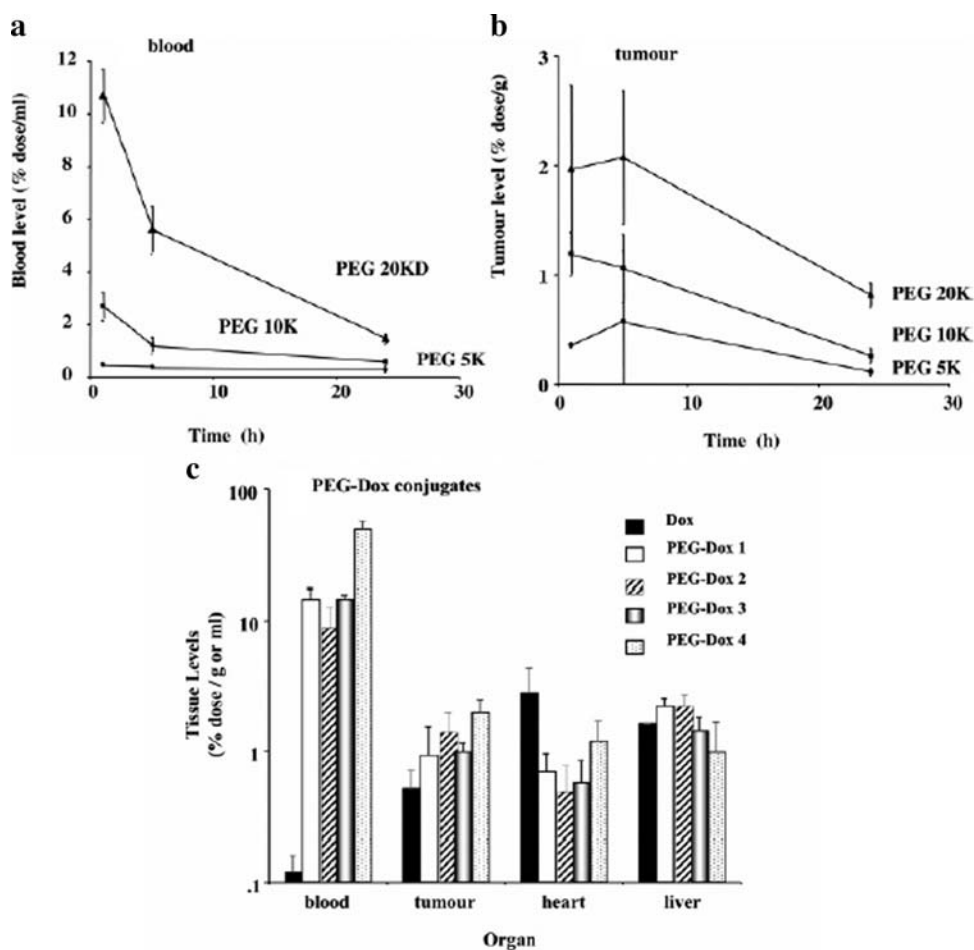 a
blood
12
10
8
6
4
2
0
Blood level (% dose/ml)
PEG 20KD
PEG 10K
PEG 5K
0 10 20 30
Time (h)
b
tumour
3
2
1
0
Tumour level (% dose/g)
PEG 20K
PEG 10K
PEG 5K
0 10 20 30
Time (h)
c
PEG-Dox conjugates
100
10
1
.1
Tissue Levels
(% dose / g or ml)
Dox
PEG-Dox 1
PEG-Dox 2
PEG-Dox 3
PEG-Dox 4
blood tumour heart liver
Organ